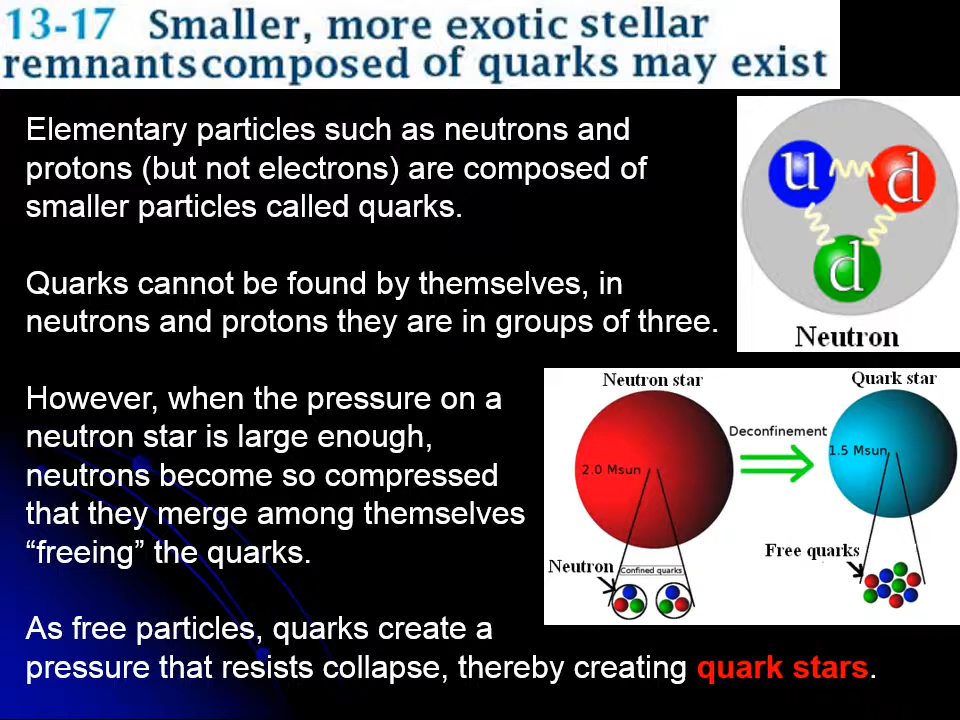 13-17 Smaller, more exotic stellar
remnants composed of quarks may exist
Elementary particles such as neutrons and
protons (but not electrons) are composed of
smaller particles called quarks.
u d
d
Neutron
Quarks cannot be found by themselves, in
neutrons and protons they are in groups of three.
However, when the pressure on a
neutron star is large enough,
neutrons become so compressed
that they merge among themselves
“freeing” the quarks.
Neutron star
Quark star
Deconfinement
2.0 Msun
1.5 Msun
Free quarks
Neutron
Confined quarks
As free particles, quarks create a
pressure that resists collapse, thereby creating quark stars.